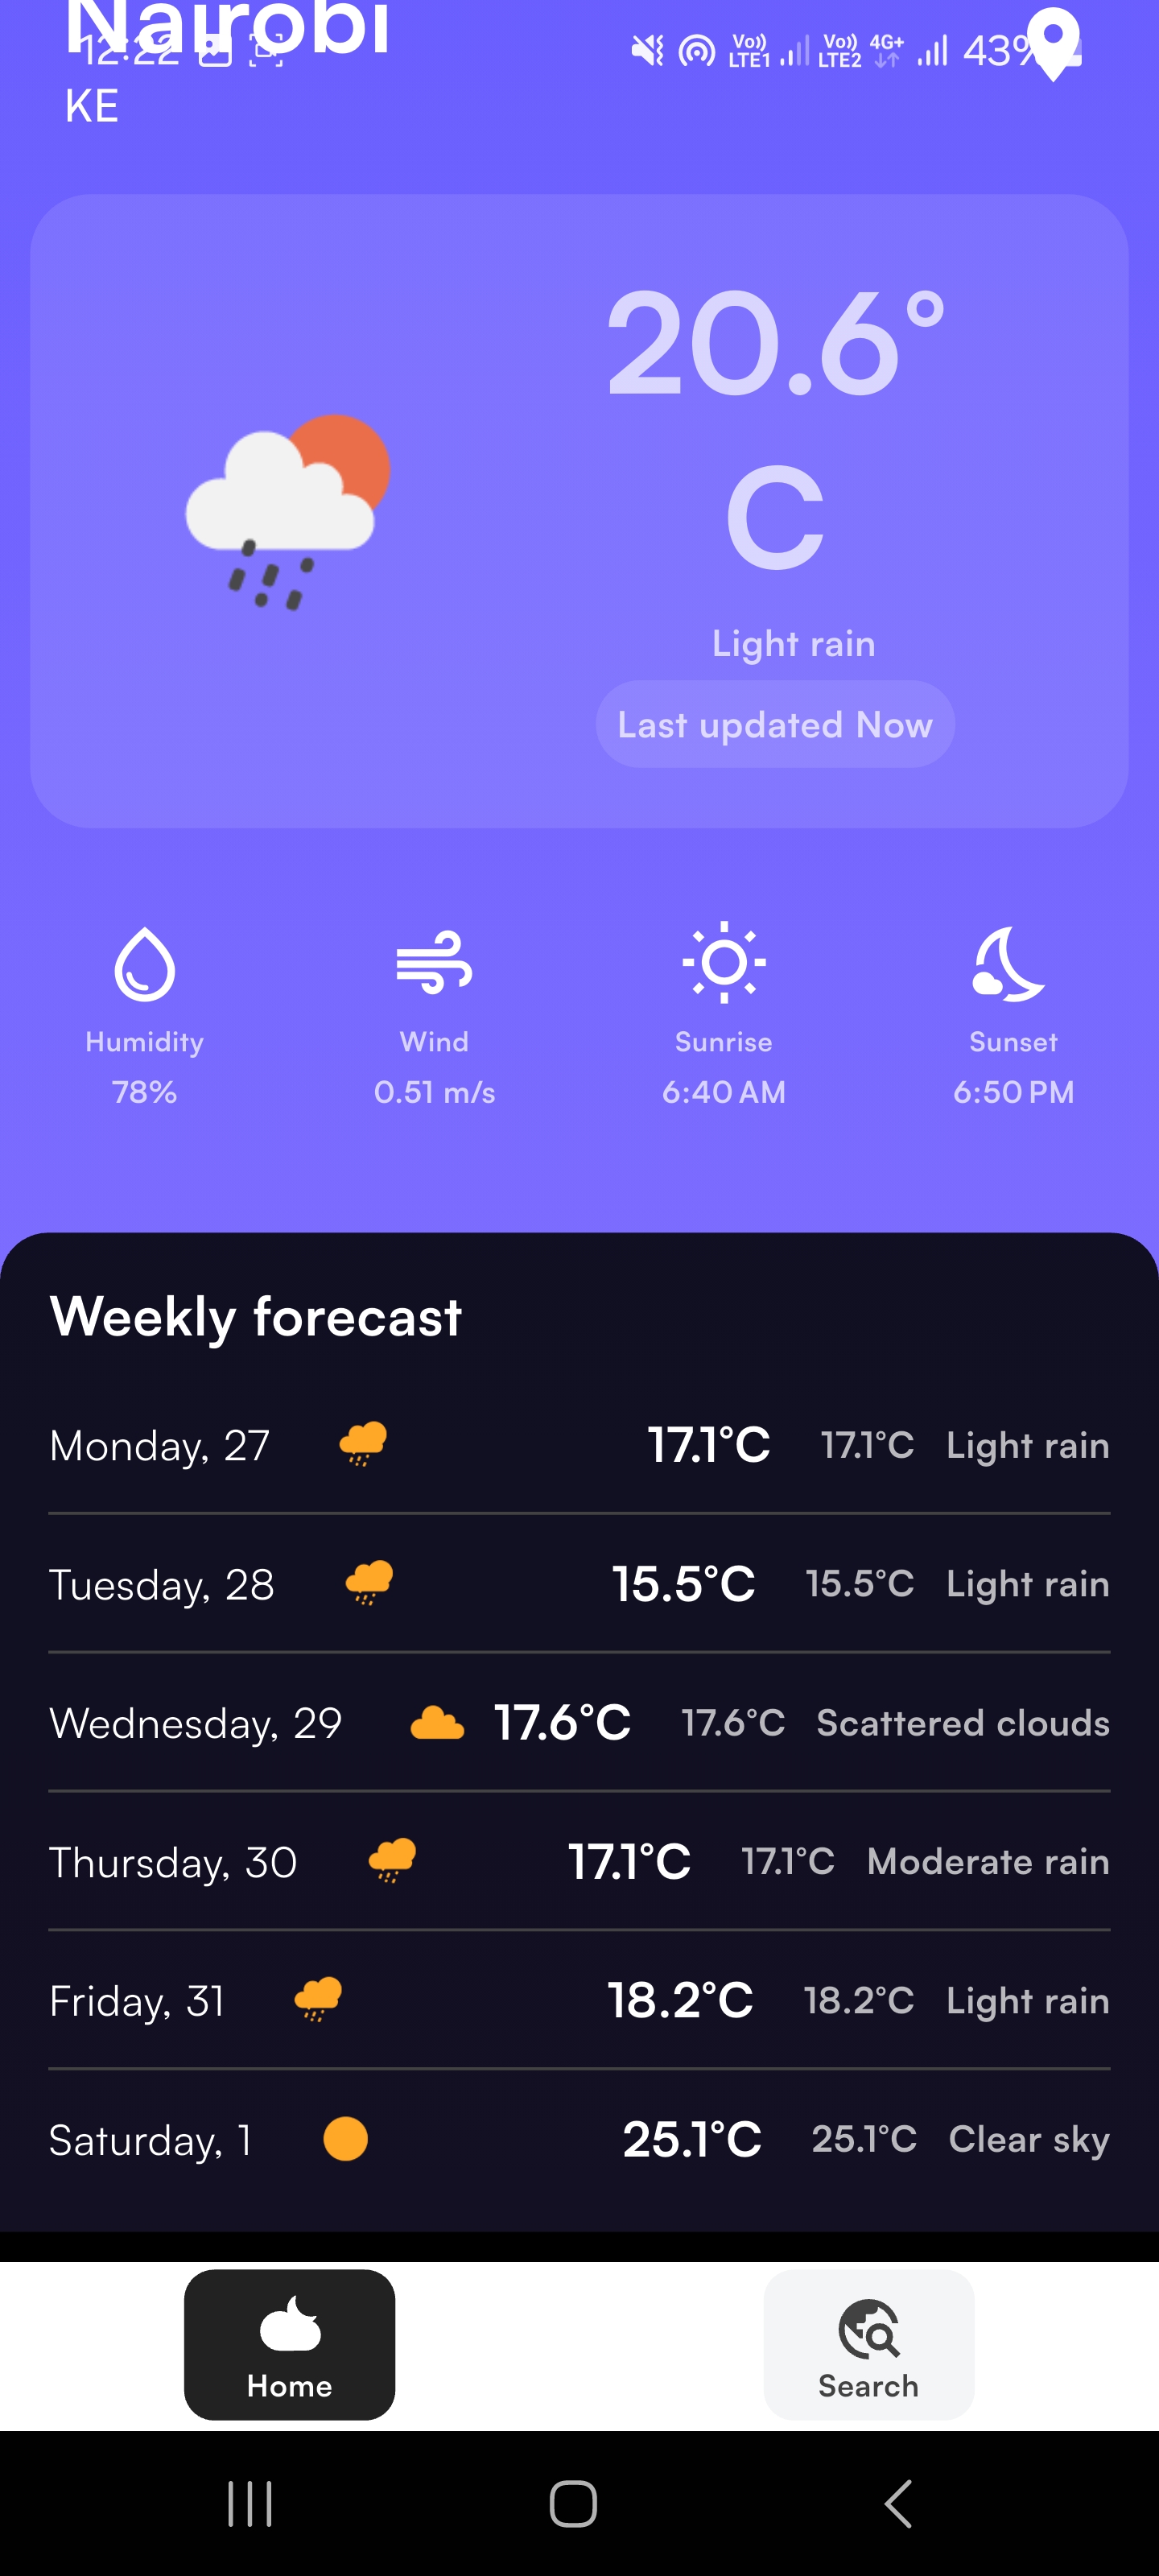 Nairobi
12:22
Vo)) LTE1 Vo)) LTE2 4G+ 43%
KE
20.6°
C
Light rain
Last updated Now
Humidity Wind Sunrise Sunset
78% 0.51 m/s 6:40 AM 6:50 PM
Weekly forecast
Monday, 27 17.1°C 17.1°C Light rain
Tuesday, 28 15.5°C 15.5°C Light rain
Wednesday, 29 17.6°C 17.6°C Scattered clouds
Thursday, 30 17.1°C 17.1°C Moderate rain
Friday, 31 18.2°C 18.2°C Light rain
Saturday, 1 25.1°C 25.1°C Clear sky
Home Search